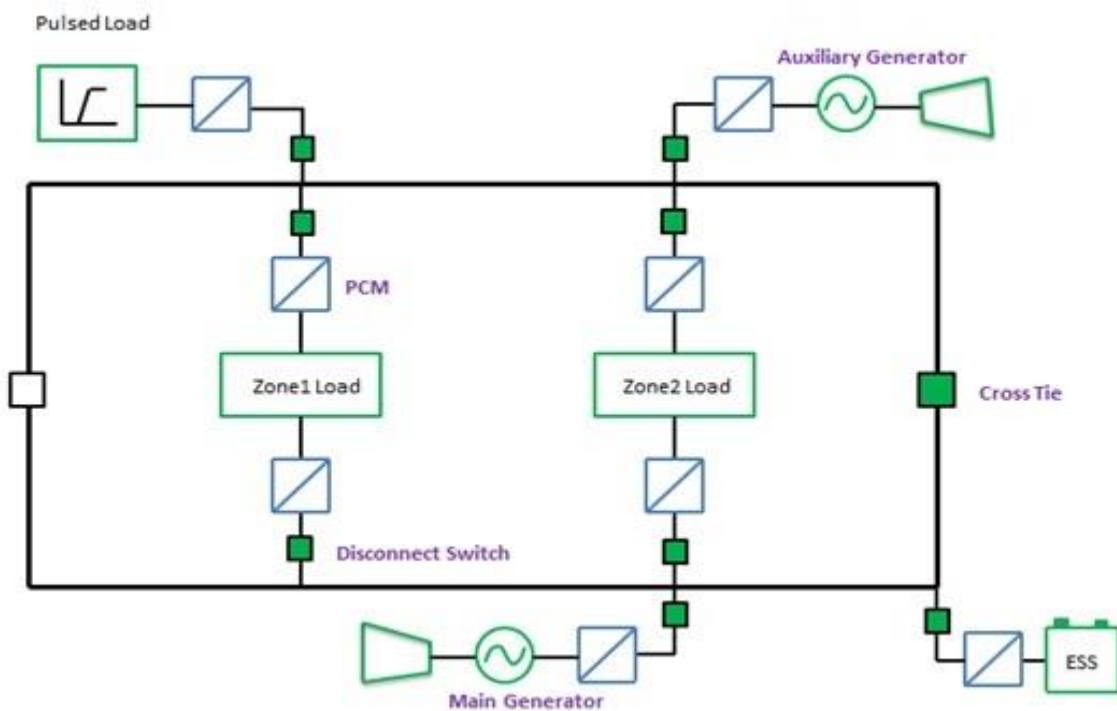 Pulsed Load
Auxiliary Generator
PCM
Zone1 Load
Zone2 Load
Cross Tie
Disconnect Switch
Main Generator
ESS